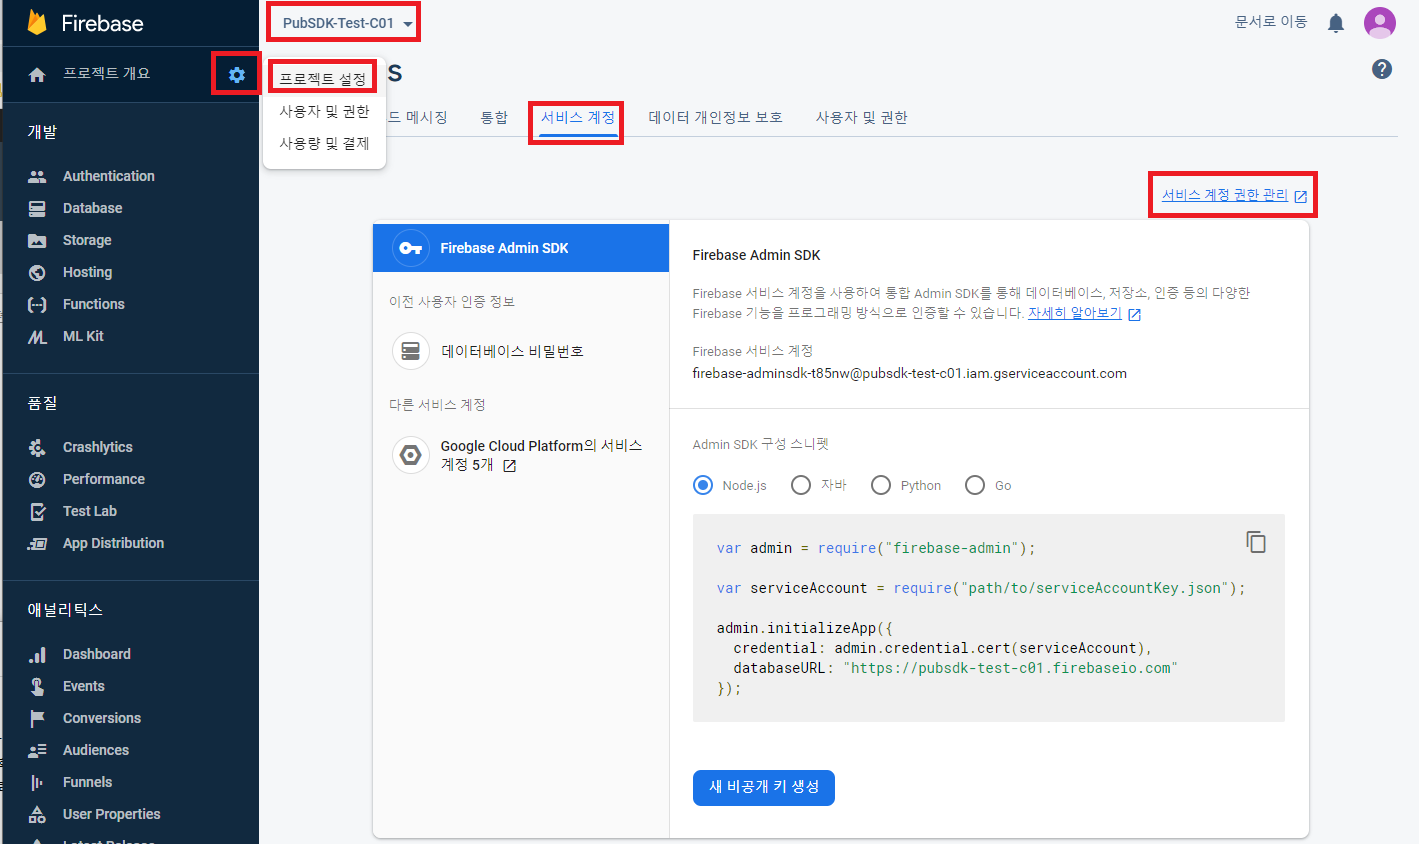 Firebase
PubSDK-Test-C01
문서로 이동
프로젝트 개요
프로젝트 설정
사용자 및 권한
사용량 및 결제
s
드 메시징
통합
서비스 계정
데이터 개인정보 보호
사용자 및 권한
서비스 계정 권한 관리
개발
Authentication
Database
Storage
Hosting
Functions
ML Kit
품질
Crashlytics
Performance
Test Lab
App Distribution
애널리틱스
Dashboard
Events
Conversions
Audiences
Funnels
User Properties
Latest Release
Firebase Admin SDK
이전 사용자 인증 정보
데이터베이스 비밀번호
다른 서비스 계정
Google Cloud Platform의 서비스
계정 5개
Firebase Admin SDK
Firebase 서비스 계정을 사용하여 통합 Admin SDK를 통해 데이터베이스, 저장소, 인증 등의 다양한
Firebase 기능을 프로그래밍 방식으로 인증할 수 있습니다. 자세히 알아보기
Firebase 서비스 계정
firebase-adminsdk-t85nw@pubsdk-test-c01.iam.gserviceaccount.com
Admin SDK 구성 스니펫
Node.js
자바
Python
Go
var admin = require("firebase-admin");
var serviceAccount = require("path/to/serviceAccountKey.json");
admin.initializeApp({
credential: admin.credential.cert(serviceAccount),
databaseURL: "https://pubsdk-test-c01.firebaseio.com"
});
새 비공개 키 생성